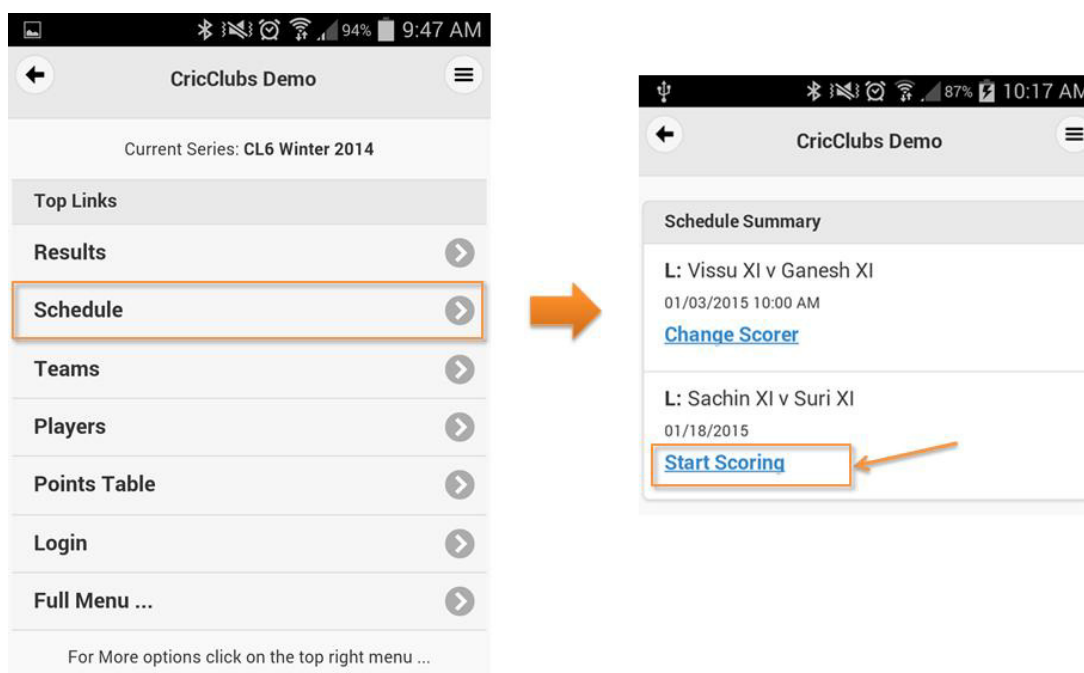 94% 9:47 AM
CricClubs Demo
Current Series: CL6 Winter 2014
Top Links
Results
Schedule
Teams
Players
Points Table
Login
Full Menu ...
For More options click on the top right menu ...
87% 10:17 AM
CricClubs Demo
Schedule Summary
L: Vissu XI v Ganesh XI
01/03/2015 10:00 AM
Change Scorer
L: Sachin XI v Suri XI
01/18/2015
Start Scoring